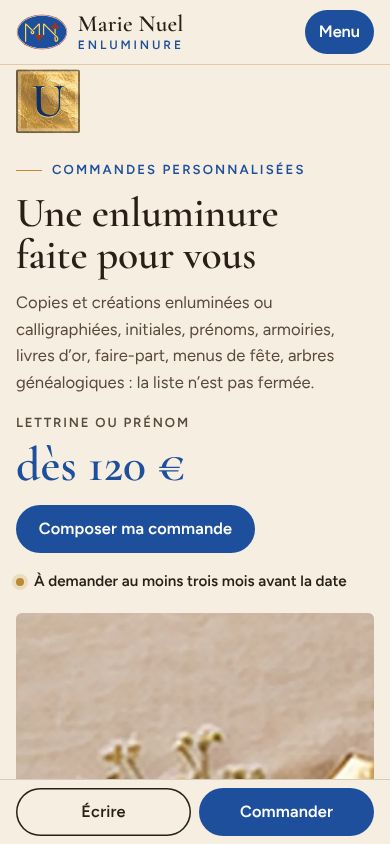 MN
Marie Nuel
ENLUMINURE
Menu
U
COMMANDES PERSONNALISÉES
Une enluminure
faite pour vous
Copies et créations enluminées ou
calligraphiées, initiales, prénoms, armoiries,
livres d’or, faire-part, menus de fête, arbres
généalogiques : la liste n’est pas fermée.
LETTRINE OU PRÉNOM
dès 120 €
Composer ma commande
À demander au moins trois mois avant la date
Écrire
Commander